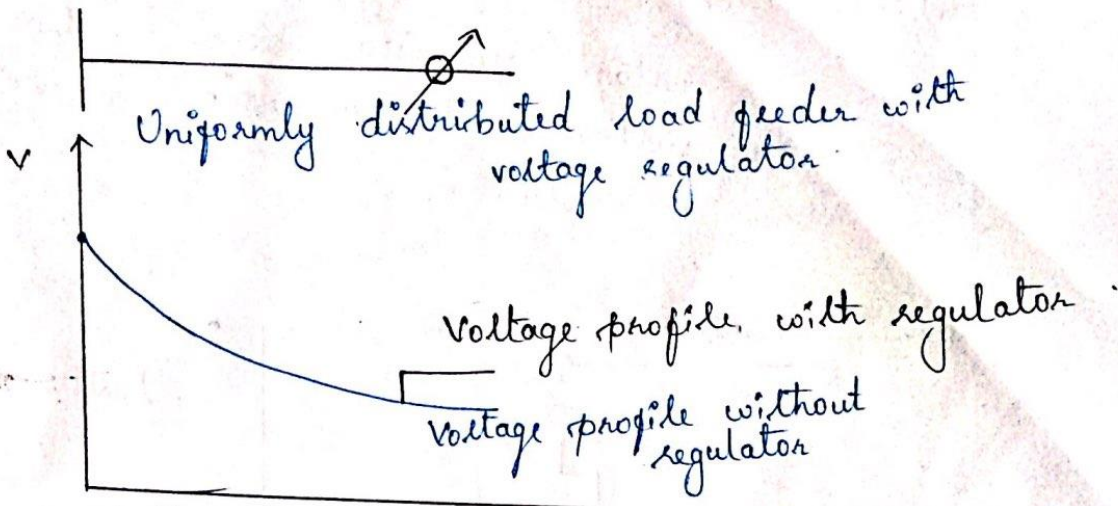 Uniformly distributed load feeder with
voltage regulator
V
Voltage profile, with regulator
Voltage profile without
regulator